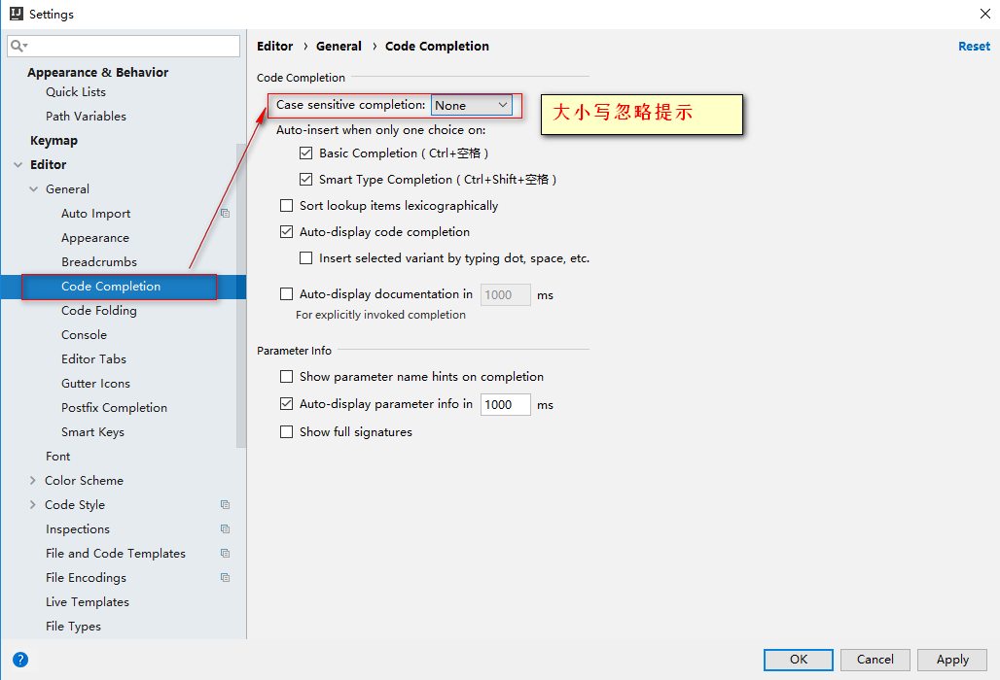 Settings
Appearance & Behavior
Quick Lists
Path Variables
Keymap
Editor
General
Auto Import
Appearance
Breadcrumbs
Code Completion
Code Folding
Console
Editor Tabs
Gutter Icons
Postfix Completion
Smart Keys
Font
Color Scheme
Code Style
Inspections
File and Code Templates
File Encodings
Live Templates
File Types
Editor › General › Code Completion
Reset
Code Completion
Case sensitive completion: None
大小写忽略提示
Auto-insert when only one choice on:
Basic Completion ( Ctrl+空格 )
Smart Type Completion ( Ctrl+Shift+空格 )
Sort lookup items lexicographically
Auto-display code completion
Insert selected variant by typing dot, space, etc.
Auto-display documentation in 1000 ms
For explicitly invoked completion
Parameter Info
Show parameter name hints on completion
Auto-display parameter info in 1000 ms
Show full signatures
?
OK Cancel Apply